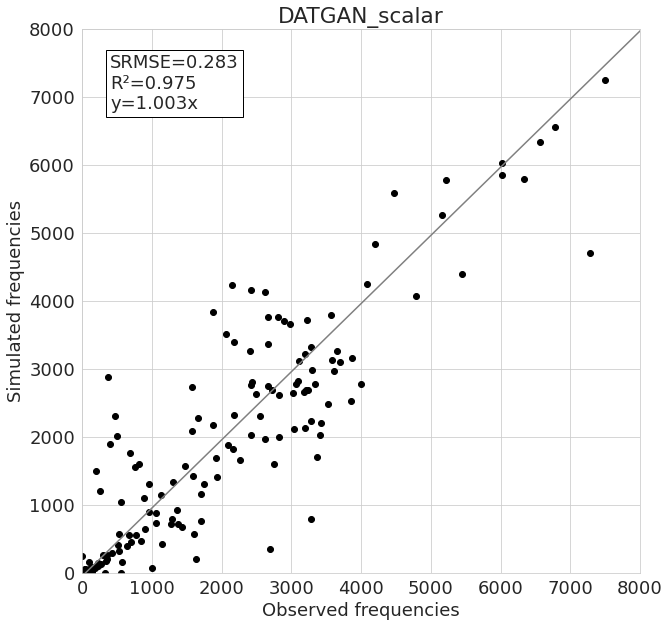 DATGAN_scalar
8000
7000
6000
5000
4000
3000
2000
1000
0
SRMSE=0.283
R²=0.975
y=1.003x
Simulated frequencies
0 1000 2000 3000 4000 5000 6000 7000 8000
Observed frequencies